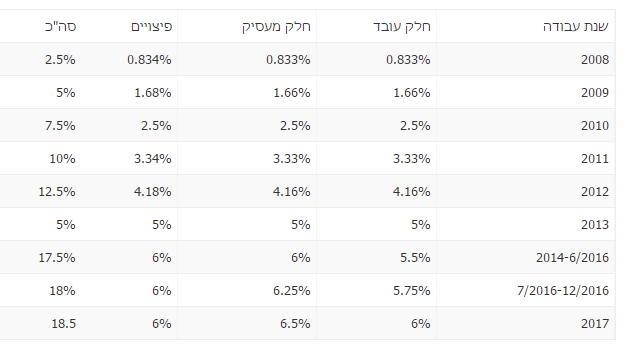 שנת עבודה חלק עובד חלק מעסיק פיצויים סה"כ
2008 0.833% 0.833% 0.834% 2.5%
2009 1.66% 1.66% 1.68% 5%
2010 2.5% 2.5% 2.5% 7.5%
2011 3.33% 3.33% 3.34% 10%
2012 4.16% 4.16% 4.18% 12.5%
2013 5% 5% 5% 5%
2014-6/2016 5.5% 6% 6% 17.5%
7/2016-12/2016 5.75% 6.25% 6% 18%
2017 6% 6.5% 6% 18.5